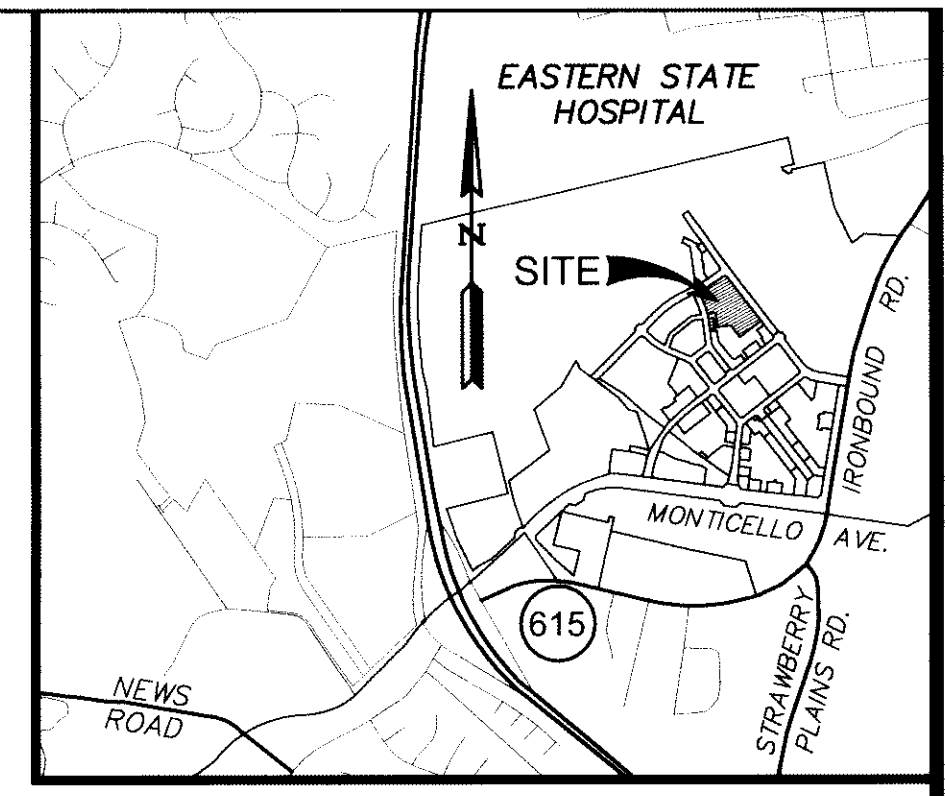 EASTERN STATE
HOSPITAL
N
SITE
IRONBOUND RD.
MONTICELLO AVE.
615
STRAWBERRY
PLAINS RD.
NEWS
ROAD